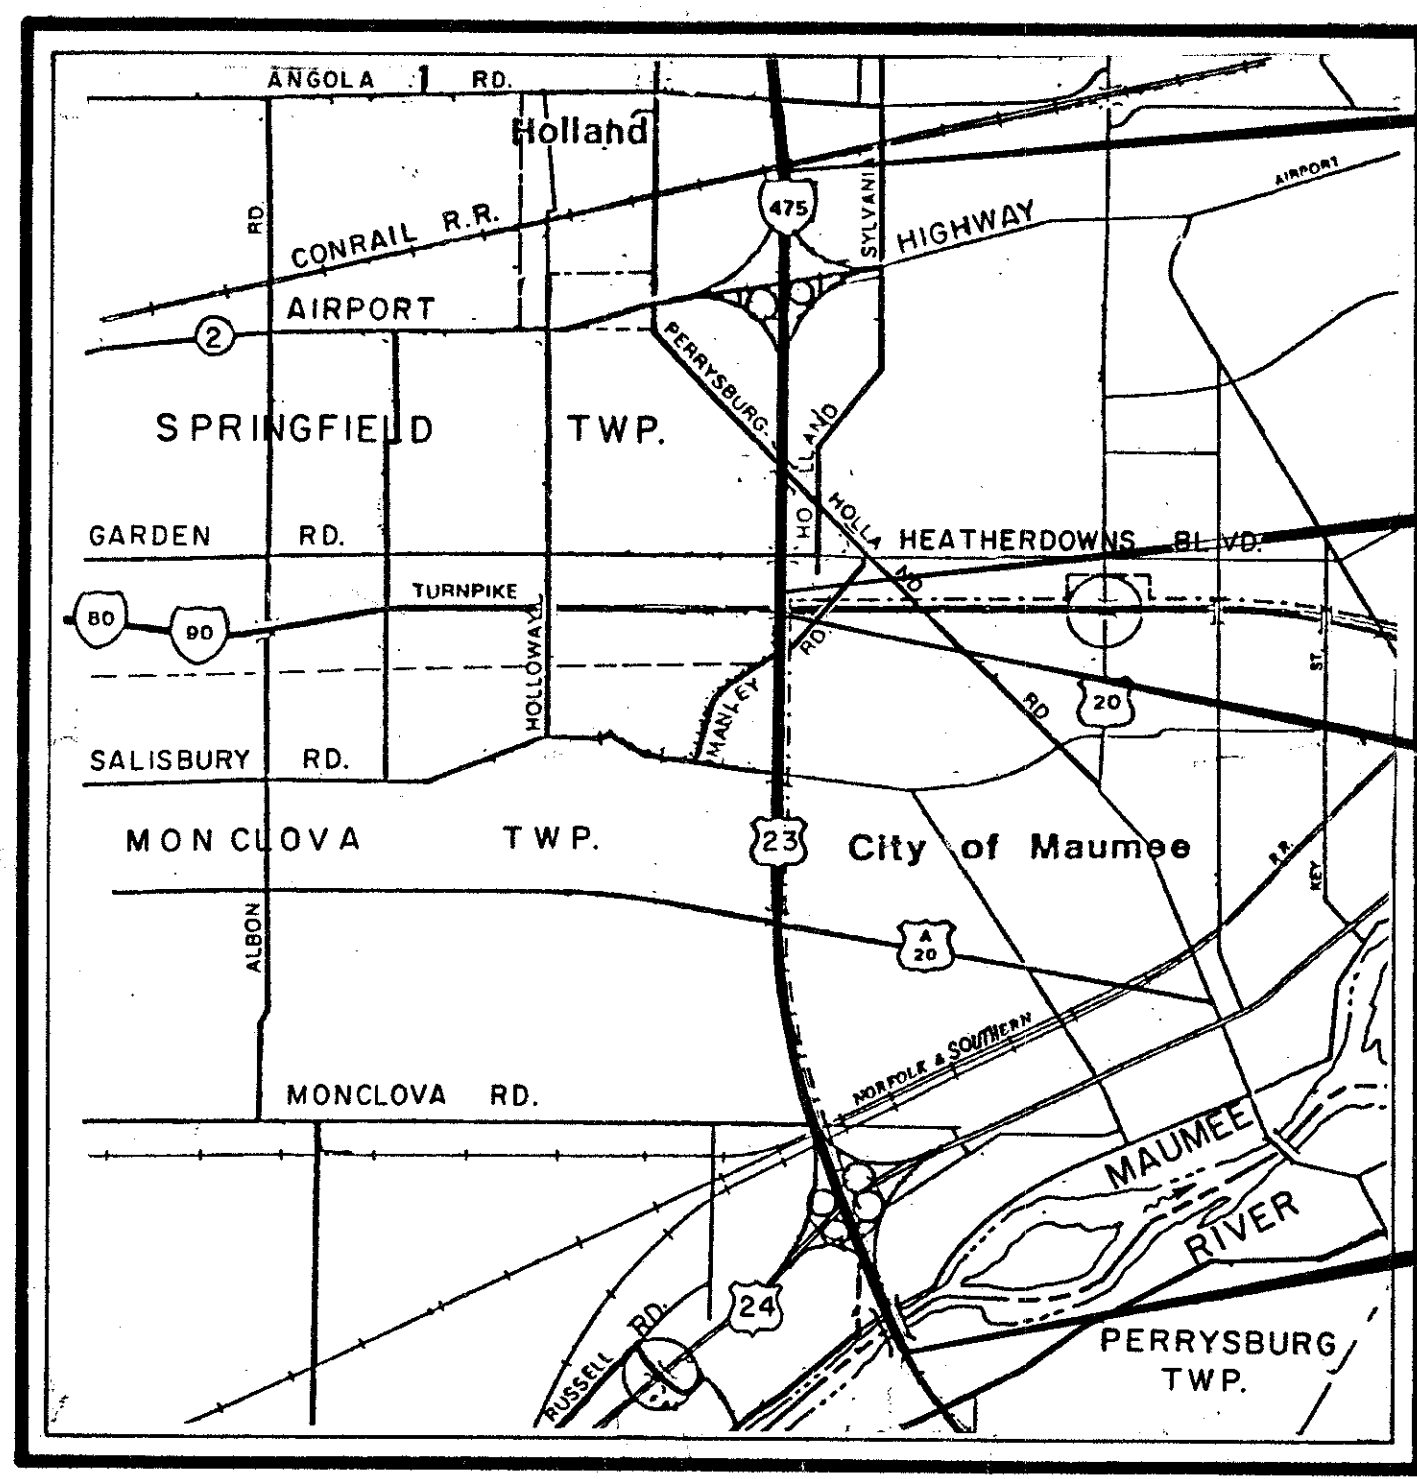 ANGOLA RD.
Holland
475
SYLVANI
HIGHWAY
AIRPORT
RD.
CONRAIL R.R.
AIRPORT
2
PERRYSBURG-
HOLLAND
SPRINGFIELD TWP.
HOLLAND
RD
GARDEN RD.
HEATHERDOWNS BLVD.
TURNPIKE
80
90
HOLLOWAY
MANLEY RD.
20
ST.
KEY
SALISBURY RD.
MONCLOVA TWP.
23
City of Maumee
R.R.
ALBON
A
20
NORFOLK & SOUTHERN
MONCLOVA RD.
MAUMEE
RIVER
24
RUSSELL RD.
PERRYSBURG
TWP.